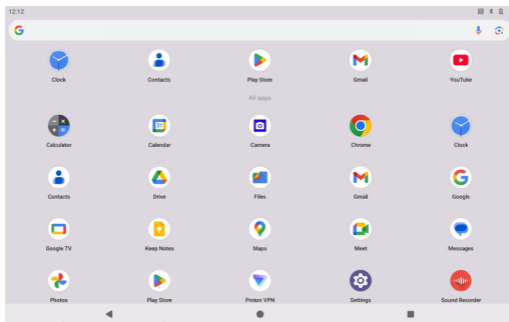 12:12
Clock Contacts Play Store Gmail YouTube
All apps
Calculator Calendar Camera Chrome Clock
Contacts Drive Files Gmail Google
Google TV Keep Notes Maps Meet Messages
Photos Play Store Proton VPN Settings Sound Recorder